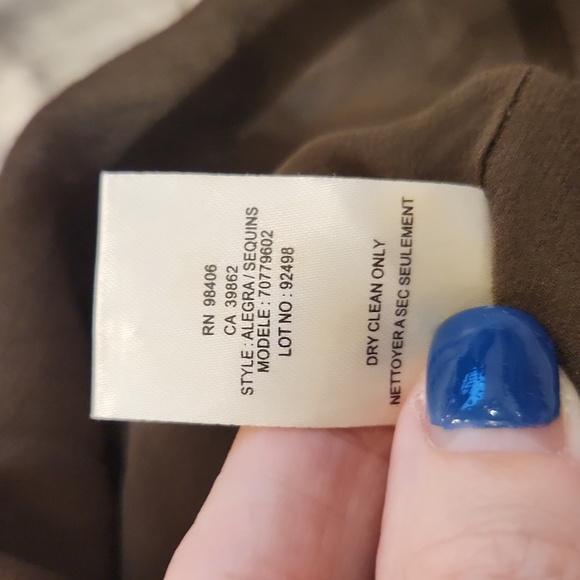 RN 98406
CA 39862
STYLE : ALEGRA / SEQUINS
MODELE : 70779602
LOT NO : 92498
DRY CLEAN ONLY
NETTOYER A SEC SEULEMENT